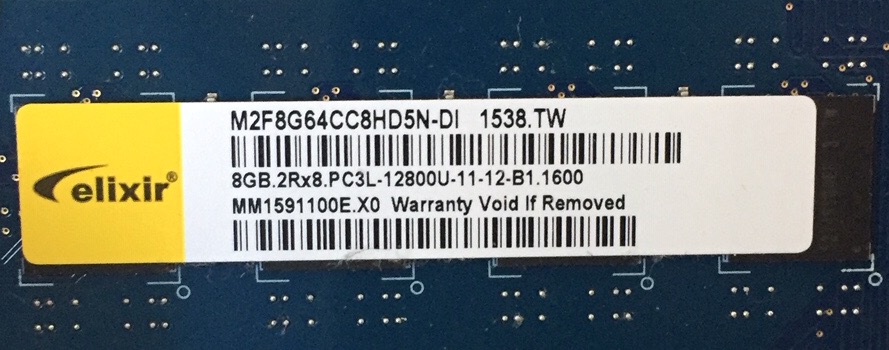 elixir®
M2F8G64CC8HD5N-DI 1538.TW
8GB.2Rx8.PC3L-12800U-11-12-B1.1600
MM1591100E.X0 Warranty Void If Removed